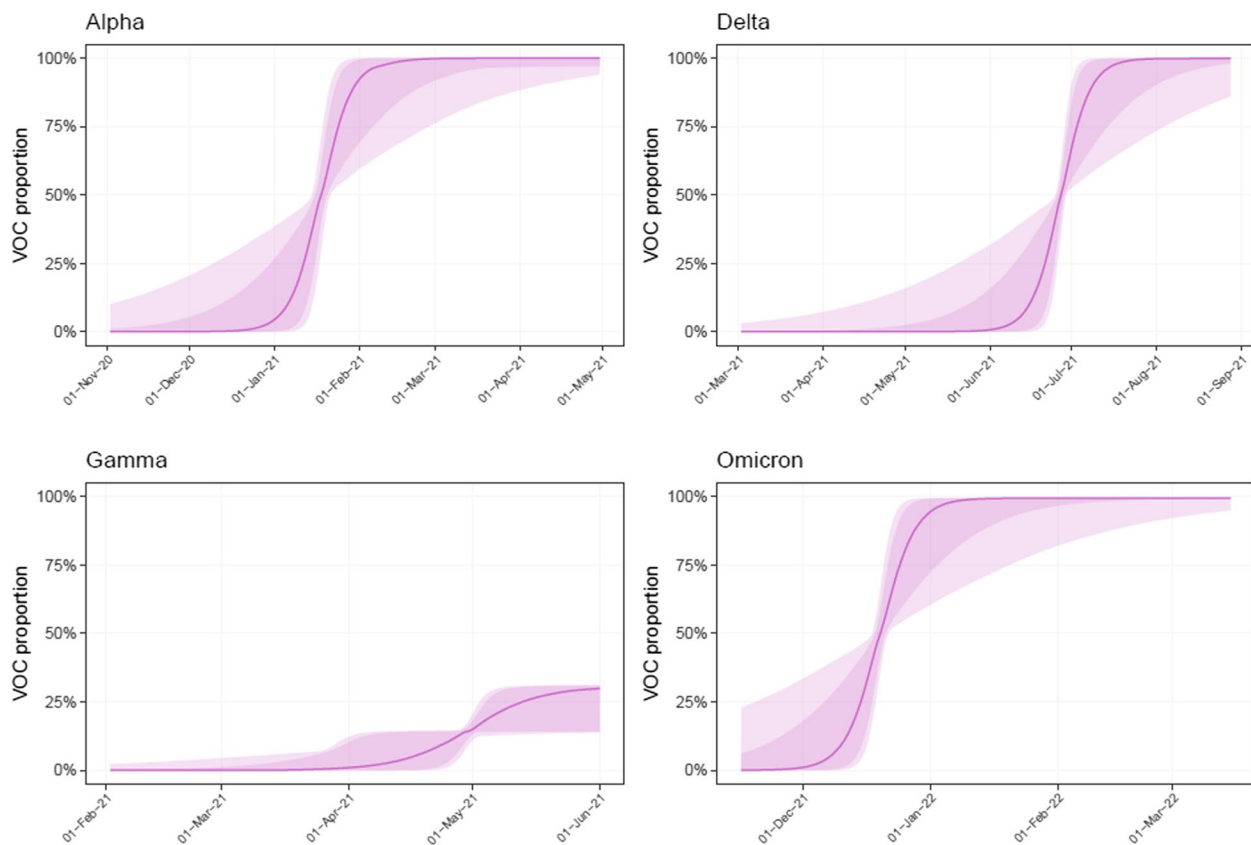 Alpha
VOC proportion
100%
75%
50%
25%
0%
01-Nov-20
01-Dec-20
01-Jan-21
01-Feb-21
01-Mar-21
01-Apr-21
01-May-21
Delta
VOC proportion
100%
75%
50%
25%
0%
01-Mar-21
01-Apr-21
01-May-21
01-Jun-21
01-Jul-21
01-Aug-21
01-Sep-21
Gamma
VOC proportion
100%
75%
50%
25%
0%
01-Feb-21
01-Mar-21
01-Apr-21
01-May-21
01-Jun-21
Omicron
VOC proportion
100%
75%
50%
25%
0%
01-Dec-21
01-Jan-22
01-Feb-22
01-Mar-22